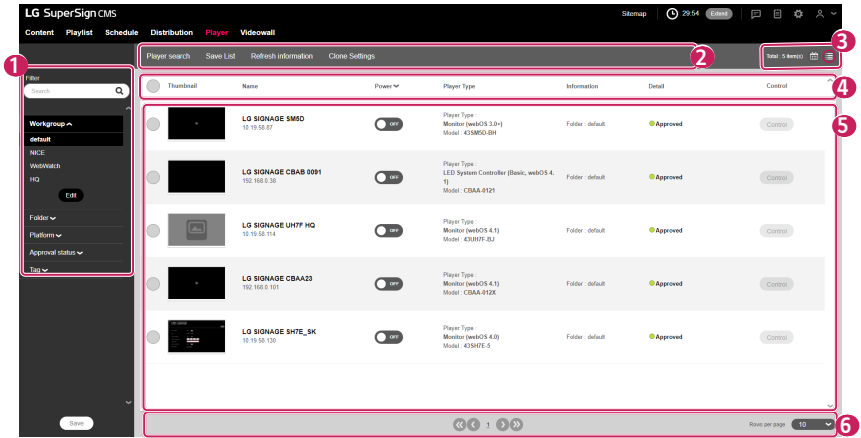 LG SuperSign CMS
Sitemap
29:54
Extend
Content Playlist Schedule Distribution Player Videowall
Player search Save List Refresh information Clone Settings
Total : 5 item(s)
1
2
3
4
5
6
Filter
Search
Workgroup
default
NICE
WebWatch
HQ
Edit
Folder
Platform
Approval status
Tag
Save
Thumbnail Name Power Player Type Information Detail Control
LG SIGNAGE SM5D
10.19.58.87
OFF
Player Type :
Monitor (webOS 3.0+)
Model : 43SM5D-BH
Folder : default
Approved
Control
LG SIGNAGE CBAB 0091
192.168.0.38
OFF
Player Type :
LED System Controller (Basic, webOS 4.
1)
Model : CBAA-0121
Folder : default
Approved
Control
LG SIGNAGE UH7F HQ
10.19.58.114
OFF
Player Type :
Monitor (webOS 4.1)
Model : 43UH7F-BJ
Folder : default
Approved
Control
LG SIGNAGE CBAA23
192.168.0.101
OFF
Player Type :
Monitor (webOS 4.1)
Model : CBAA-012X
Folder : default
Approved
Control
LG SIGNAGE SH7E_SK
10.19.58.130
OFF
Player Type :
Monitor (webOS 4.0)
Model : 43SH7E-5
Folder : default
Approved
Control
1
Rows per page 10